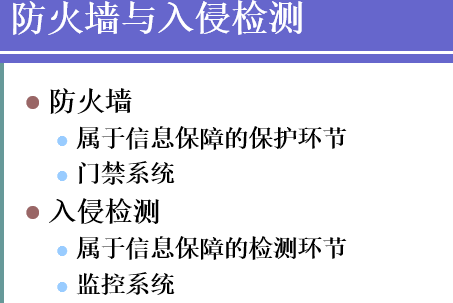 防火墙与入侵检测
防火墙
属于信息保障的保护环节
门禁系统
入侵检测
属于信息保障的检测环节
监控系统